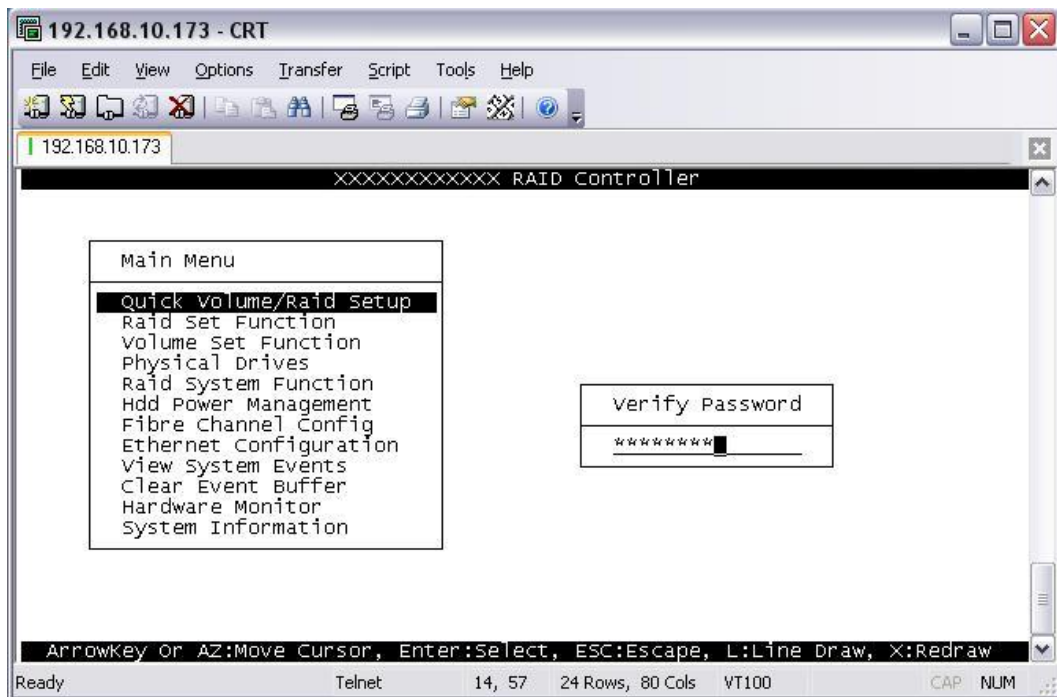 192.168.10.173 - CRT
File Edit View Options Transfer Script Tools Help
192.168.10.173
XXXXXXXXXXXX RAID Controller
Main Menu
Quick Volume/Raid Setup
Raid Set Function
Volume Set Function
Physical Drives
Raid System Function
Hdd Power Management
Fibre Channel Config
Ethernet Configuration
View System Events
Clear Event Buffer
Hardware Monitor
System Information
Verify Password
********
ArrowKey Or AZ:Move Cursor, Enter:Select, ESC:Escape, L:Line Draw, X:Redraw
Ready Telnet 14, 57 24 Rows, 80 Cols VT100 CAP NUM